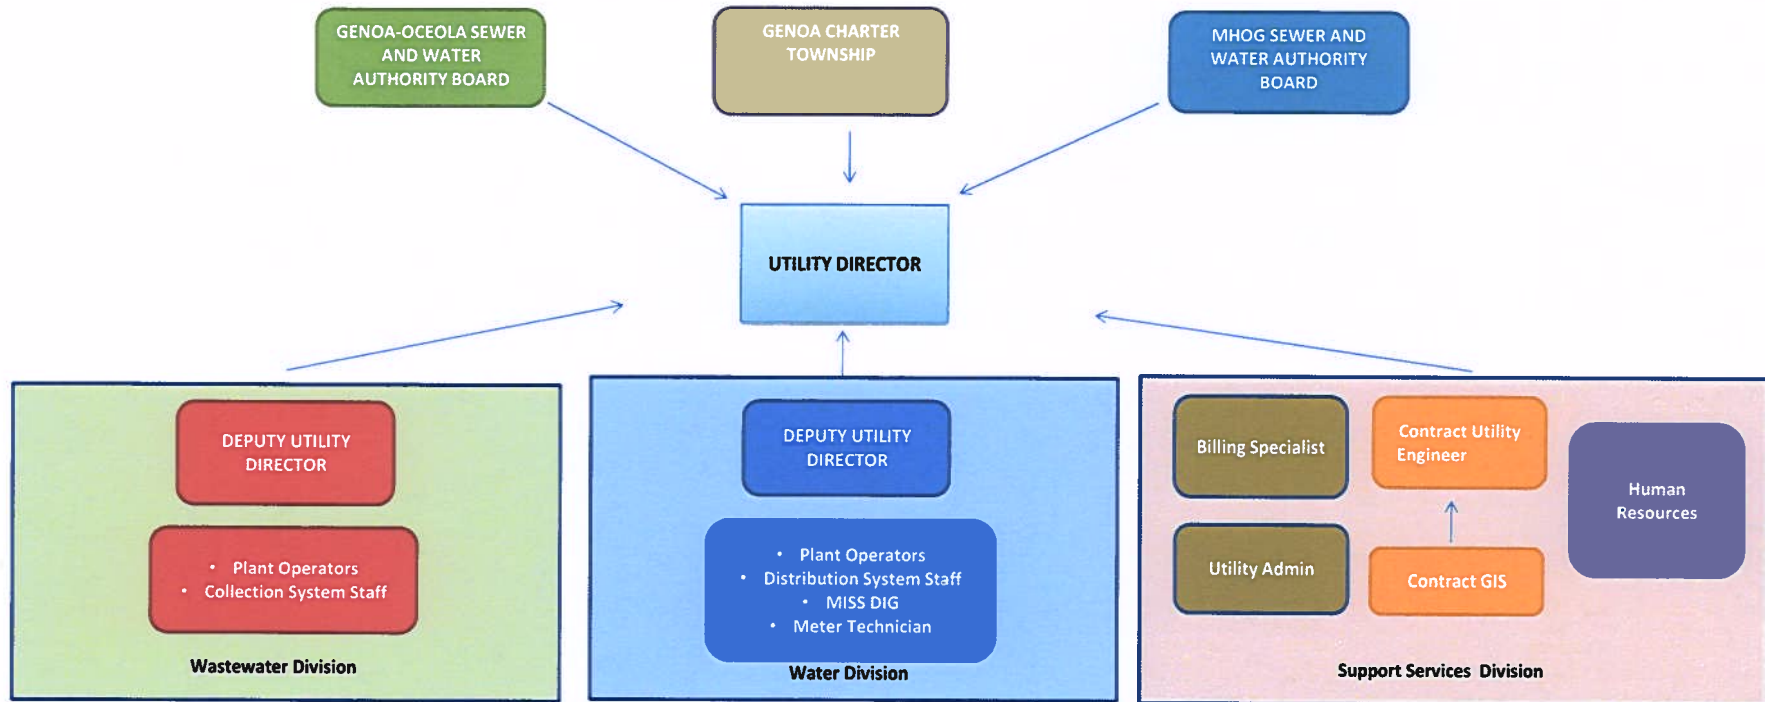 GENOA-OCEOLA SEWER
AND WATER
AUTHORITY BOARD
GENOA CHARTER
TOWNSHIP
MHOG SEWER AND
WATER AUTHORITY
BOARD
UTILITY DIRECTOR
DEPUTY UTILITY
DIRECTOR
• Plant Operators
• Collection System Staff
Wastewater Division
DEPUTY UTILITY
DIRECTOR
• Plant Operators
• Distribution System Staff
• MISS DIG
• Meter Technician
Water Division
Billing Specialist
Contract Utility
Engineer
Human
Resources
Utility Admin
Contract GIS
Support Services Division